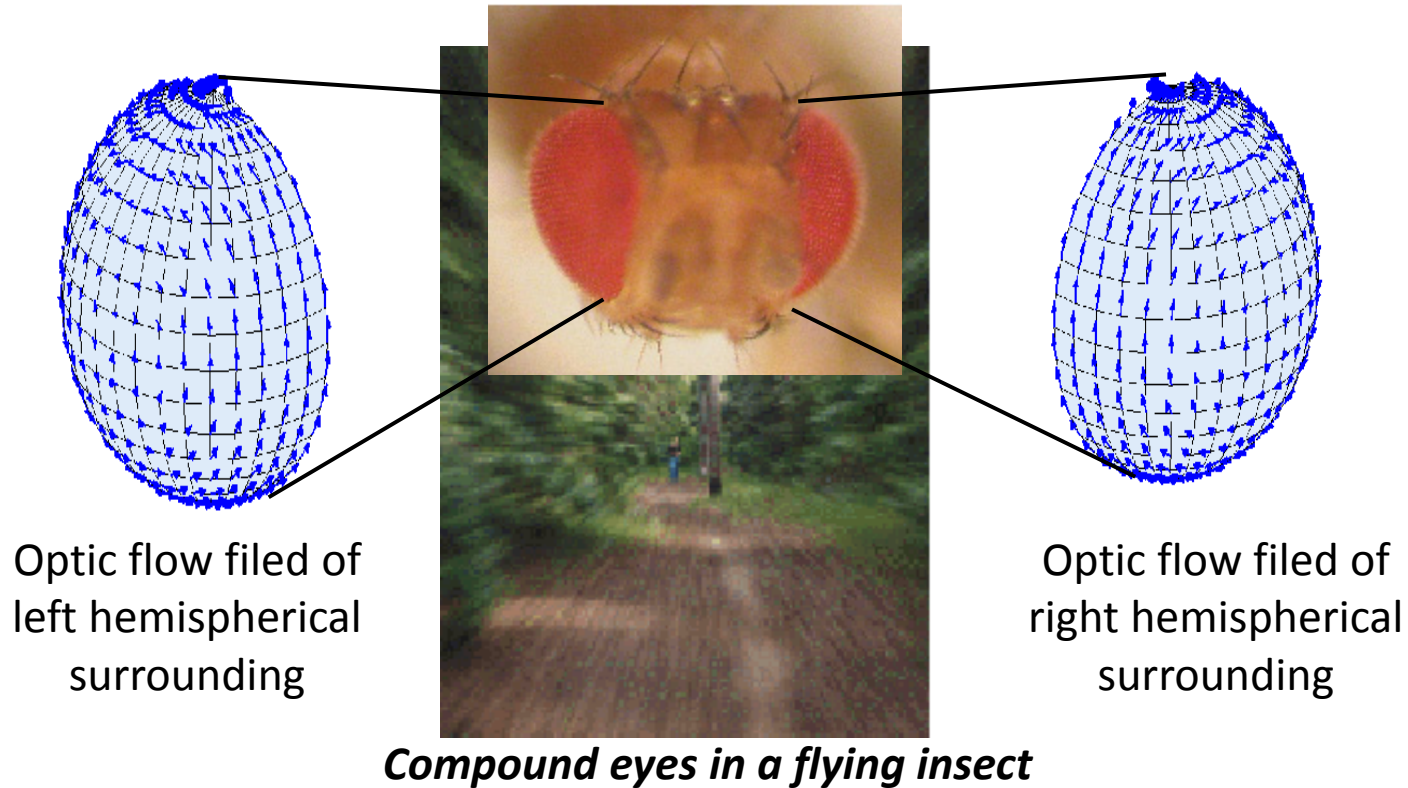 Optic flow filed of
left hemispherical
surrounding
Optic flow filed of
right hemispherical
surrounding
Compound eyes in a flying insect